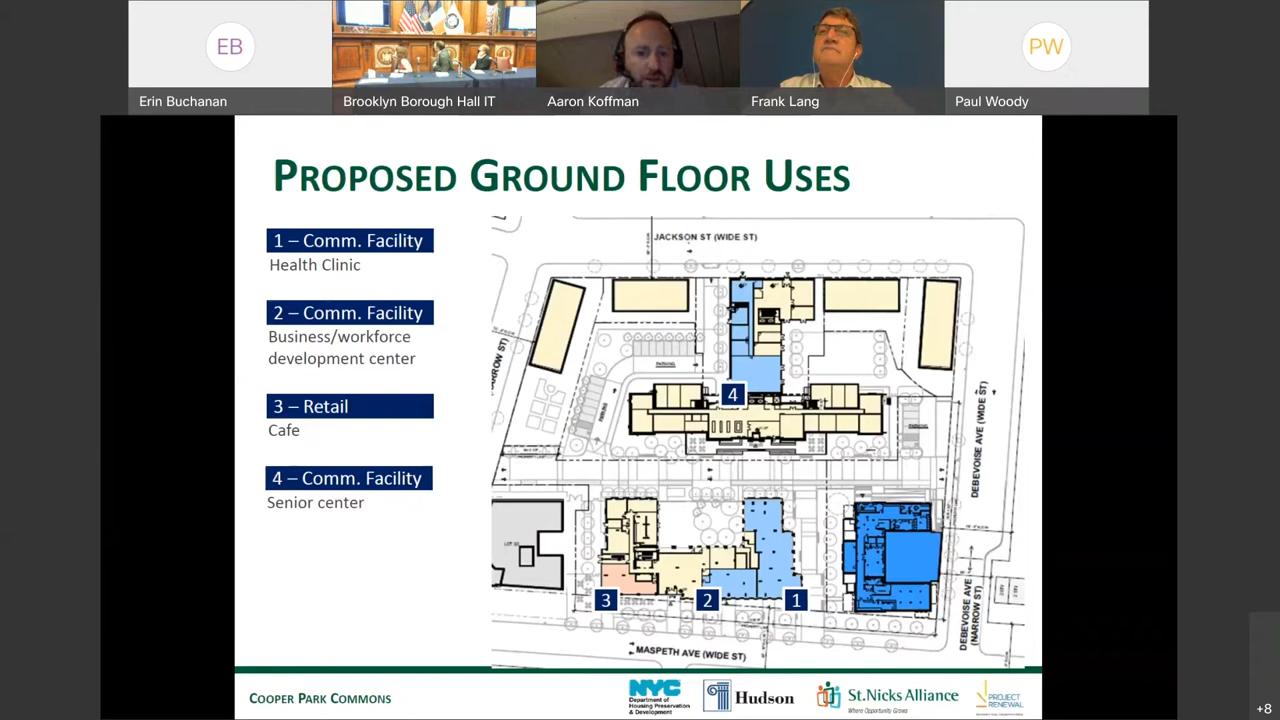 EB
PW
Erin Buchanan
Brooklyn Borough Hall IT
Aaron Koffman
Frank Lang
Paul Woody
PROPOSED GROUND FLOOR USES
1 – Comm. Facility
Health Clinic
2 – Comm. Facility
Business/workforce
development center
3 – Retail
Cafe
4 – Comm. Facility
Senior center
JACKSON ST (WIDE ST)
NARROW ST)
PARKING
4
DEBEVOISE AVE (WIDE ST)
3
2
1
DEBEVOISE AVE
(NARROW ST)
MASPETH AVE (WIDE ST)
COOPER PARK COMMONS
NYC
Department of
Housing Preservation
& Development
Hudson
St.Nicks Alliance
Where Opportunity Grows
PROJECT
RENEWAL
+8